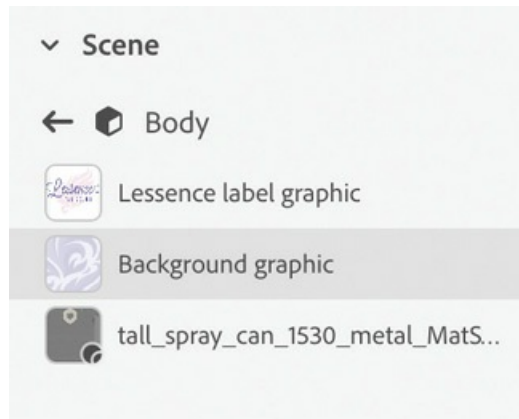 Scene
Body
Lessence label graphic
Background graphic
tall_spray_can_1530_metal_MatS...